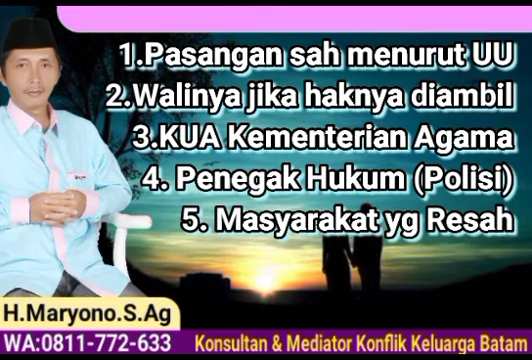 1.Pasangan sah menurut UU
2.Walinya jika haknya diambil
3.KUA Kementerian Agama
4. Penegak Hukum (Polisi)
5. Masyarakat yg Resah
H.Maryono.S.Ag
WA:0811-772-633 Konsultan & Mediator Konflik Keluarga Batam